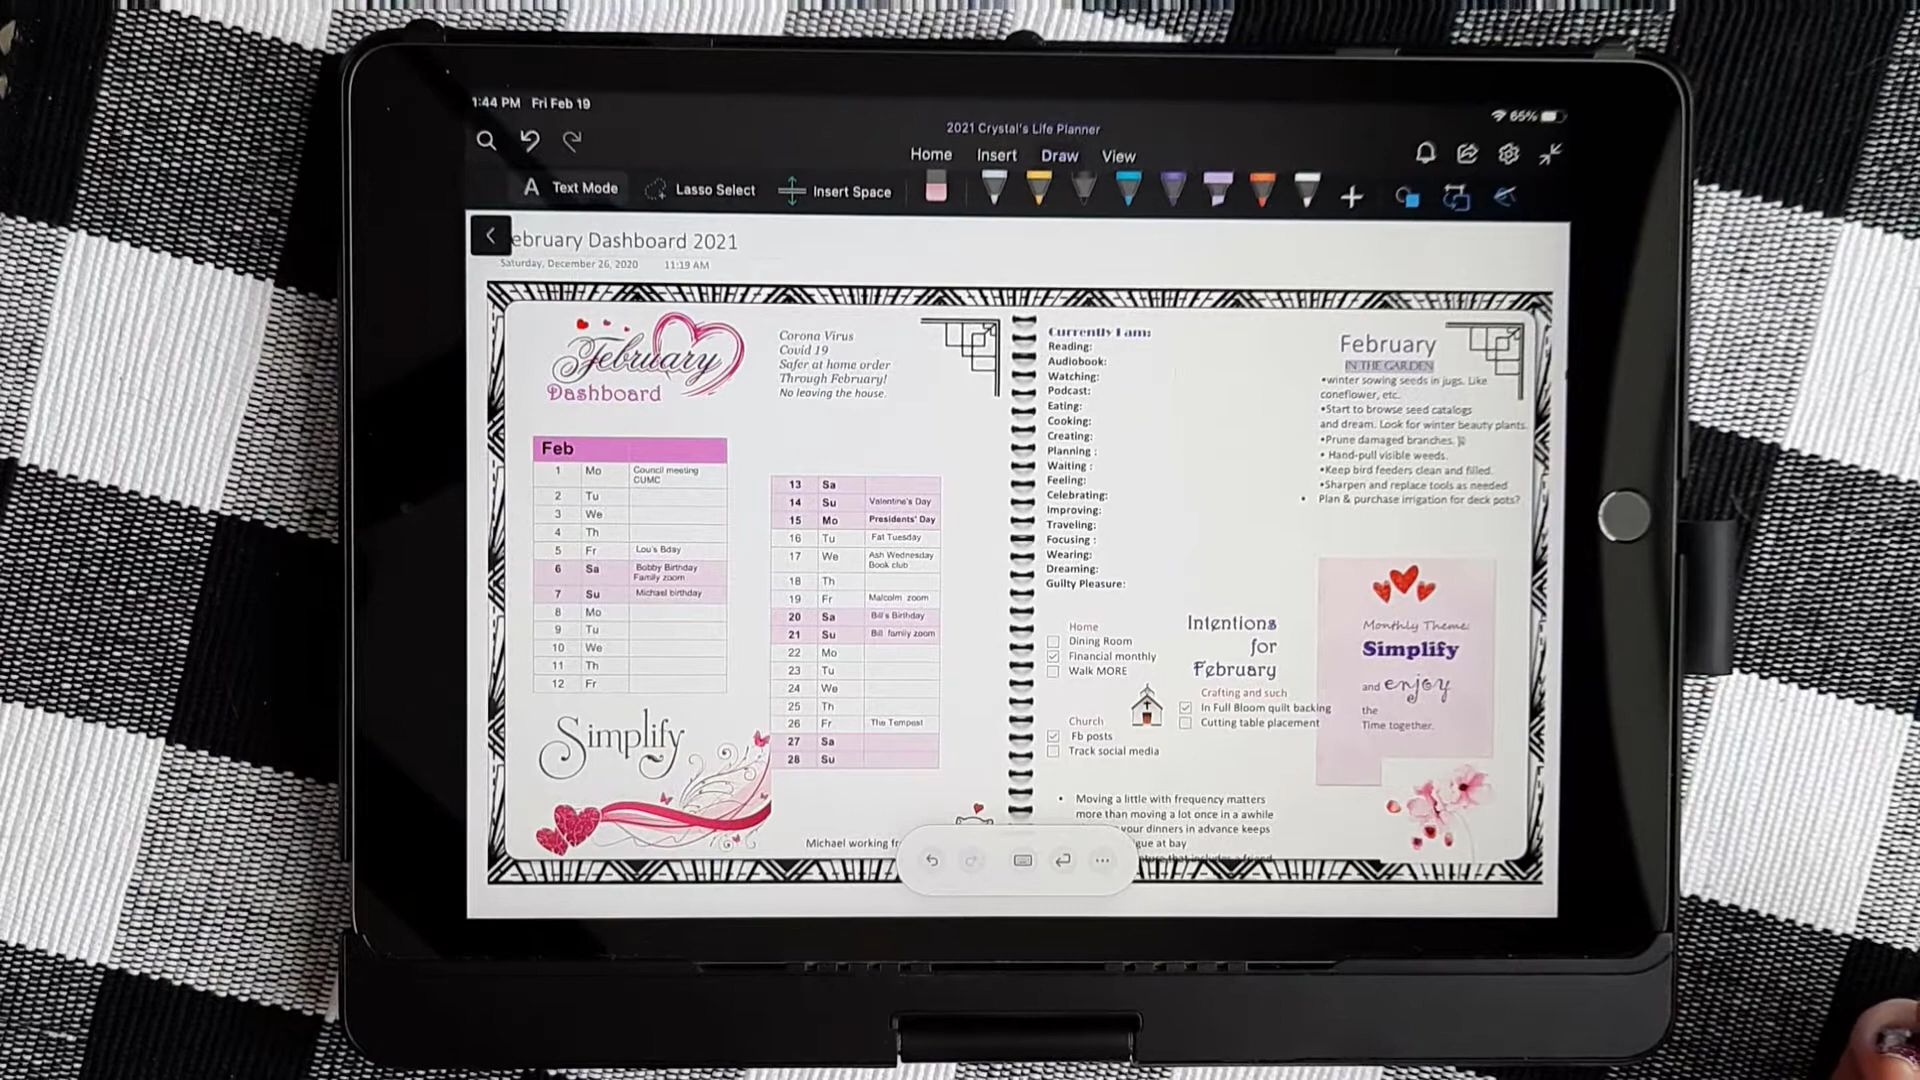 1:44 PM Fri Feb 19
65%
2021 Crystal's Life Planner
Home Insert Draw View
A Text Mode Lasso Select Insert Space
ebruary Dashboard 2021
Saturday, December 26, 2020 11:19 AM
February
Dashboard
Corona Virus
Covid 19
Safer at home order
Through February!
No leaving the house.
Feb
1 Mo Council meeting
CUMC
2 Tu
3 We
4 Th
5 Fr Lou's Bday
6 Sa Bobby Birthday
Family zoom
7 Su Michael birthday
8 Mo
9 Tu
10 We
11 Th
12 Fr
13 Sa
14 Su Valentine's Day
15 Mo Presidents' Day
16 Tu Fat Tuesday
17 We Ash Wednesday
Book club
18 Th
19 Fr Malcolm zoom
20 Sa Bill's Birthday
21 Su Bill family zoom
22 Mo
23 Tu
24 We
25 Th
26 Fr The Tempest
27 Sa
28 Su
Simplify
Michael working fr
Currently I am:
Reading:
Audiobook:
Watching:
Podcast:
Eating:
Cooking:
Creating:
Planning :
Waiting :
Feeling:
Celebrating:
Improving:
Traveling:
Focusing :
Wearing:
Dreaming:
Guilty Pleasure:
February
IN THE GARDEN
•winter sowing seeds in jugs. Like
coneflower, etc.
•Start to browse seed catalogs
and dream. Look for winter beauty plants.
•Prune damaged branches.
• Hand-pull visible weeds.
•Keep bird feeders clean and filled.
•Sharpen and replace tools as needed
• Plan & purchase irrigation for deck pots?
Home
Dining Room
Financial monthly
Walk MORE
Intentions
for
February
Crafting and such
In Full Bloom quilt backing
Cutting table placement
Church
Fb posts
Track social media
Monthly Theme:
Simplify
and enjoy
the
Time together.
• Moving a little with frequency matters
more than moving a lot once in a awhile
your dinners in advance keeps
gue at bay
that includes a friend